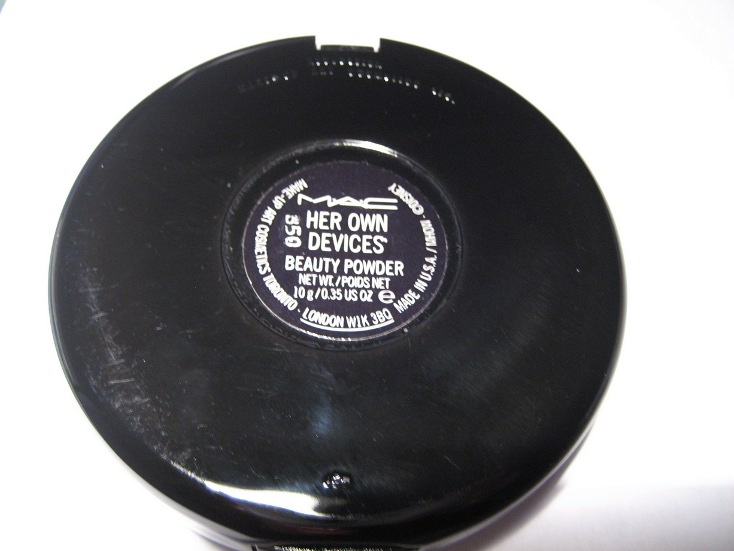 MAC
HER OWN
DEVICES
BEAUTY POWDER
NET WT./POIDS NET
10 g/0.35 US OZ e
350
MAKE-UP ART COSMETICS TORONTO · LONDON W1K 3BQ
MADE IN U.S.A./